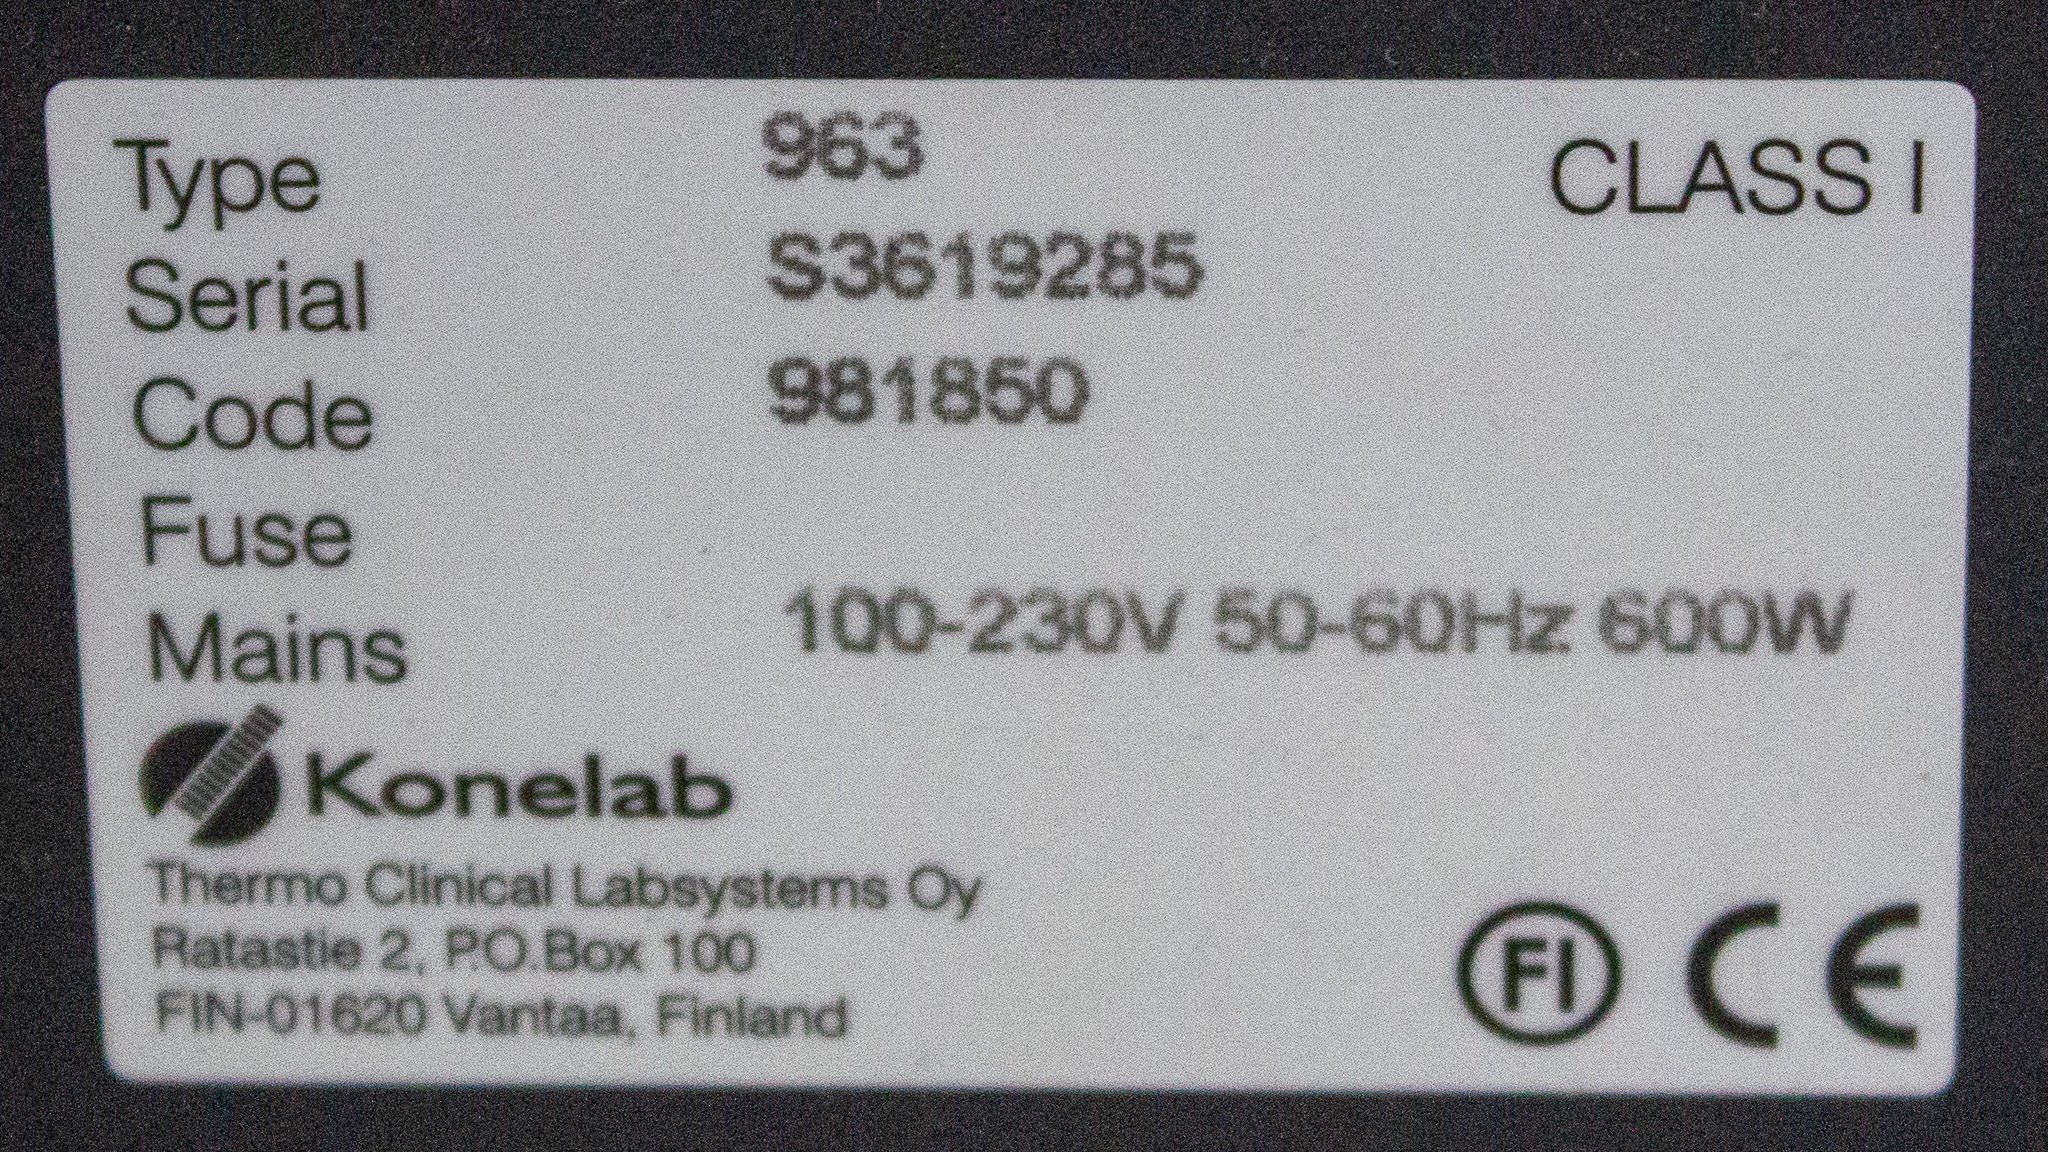 Type 963 CLASS I
Serial S3619285
Code 981850
Fuse
Mains 100-230V 50-60Hz 600W
Konelab
Thermo Clinical Labsystems Oy
Ratastie 2, P.O.Box 100
FIN-01620 Vantaa, Finland
FI CE